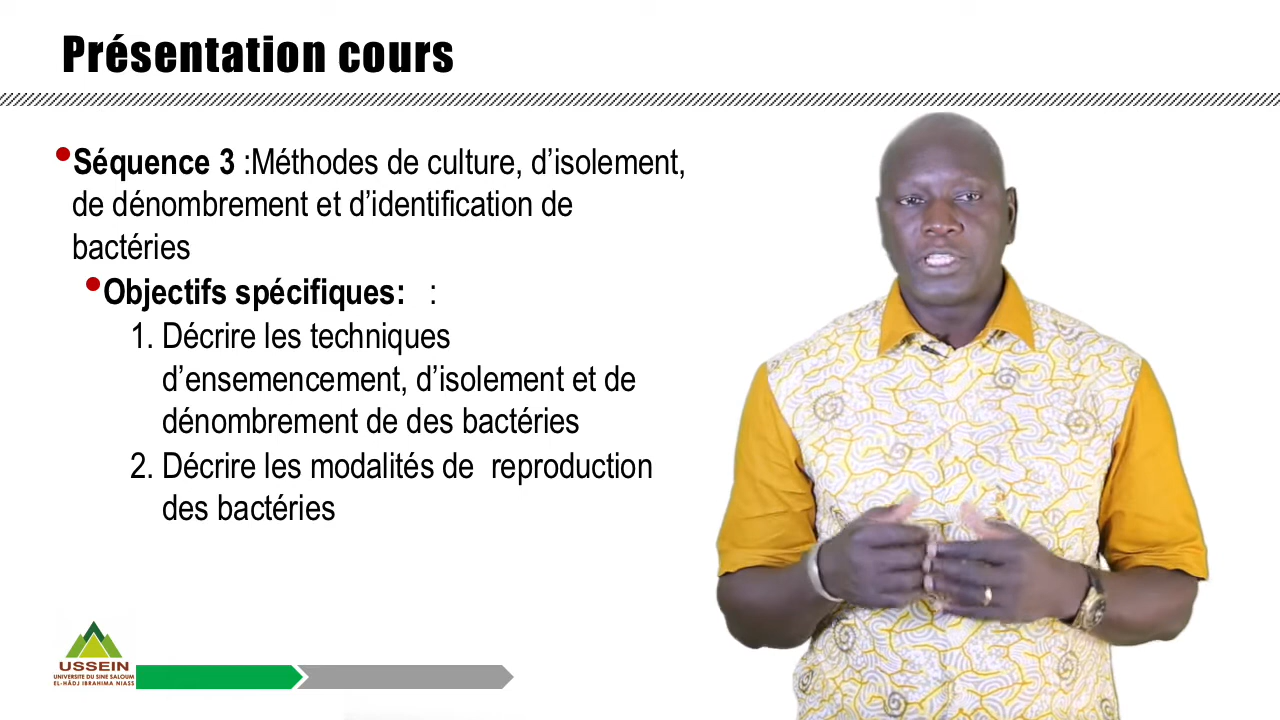 Présentation cours
•Séquence 3 :Méthodes de culture, d’isolement,
de dénombrement et d’identification de
bactéries
•Objectifs spécifiques: :
1. Décrire les techniques
d’ensemencement, d’isolement et de
dénombrement de des bactéries
2. Décrire les modalités de reproduction
des bactéries
USSEIN
UNIVERSITE DU SINE SALOUM
EL-HÂDJ IBRAHIMA NIASS